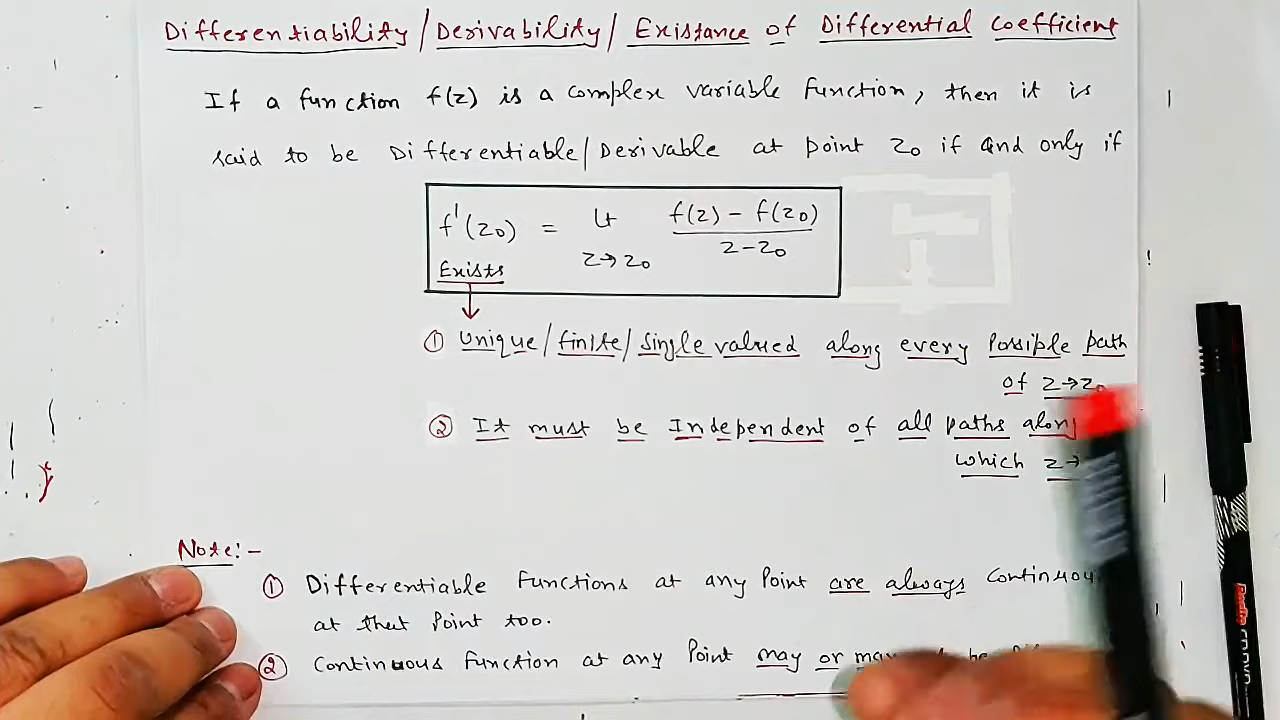 Differentiability/Derivability/Existance of Differential Coefficient
If a function f(z) is a complex variable function, then it is
said to be Differentiable/Derivable at point z₀ if and only if
f'(z₀) = Lt f(z) - f(z₀)
z→z₀ z-z₀
Exists
① Unique/finite/single valued along every Possible path
of z→z₀
② It must be Independent of all paths along
which z→
Note:-
① Differentiable Functions at any Point are always
at that Point too.
② Continuous Function at any Point may or may